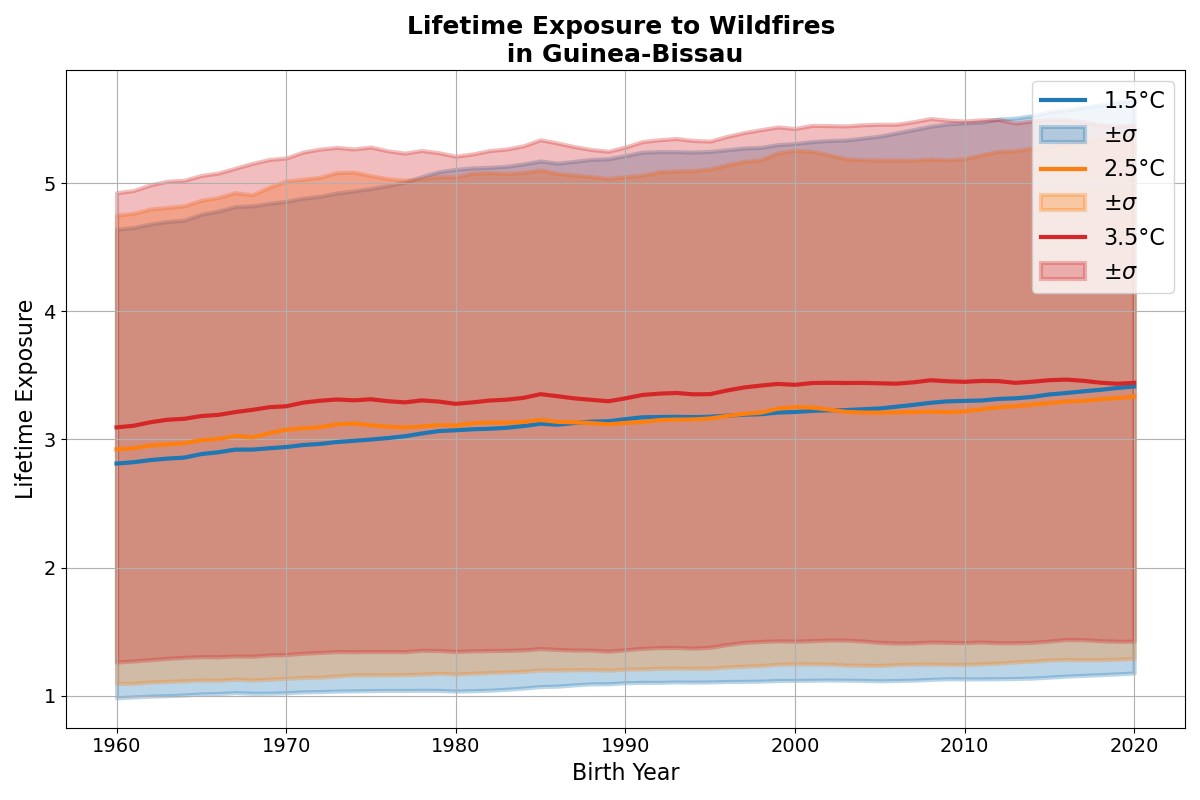 Lifetime Exposure to Wildfires
in Guinea-Bissau
1.5°C
±σ
2.5°C
±σ
3.5°C
±σ
Lifetime Exposure
5
4
3
2
1
1960 1970 1980 1990 2000 2010 2020
Birth Year